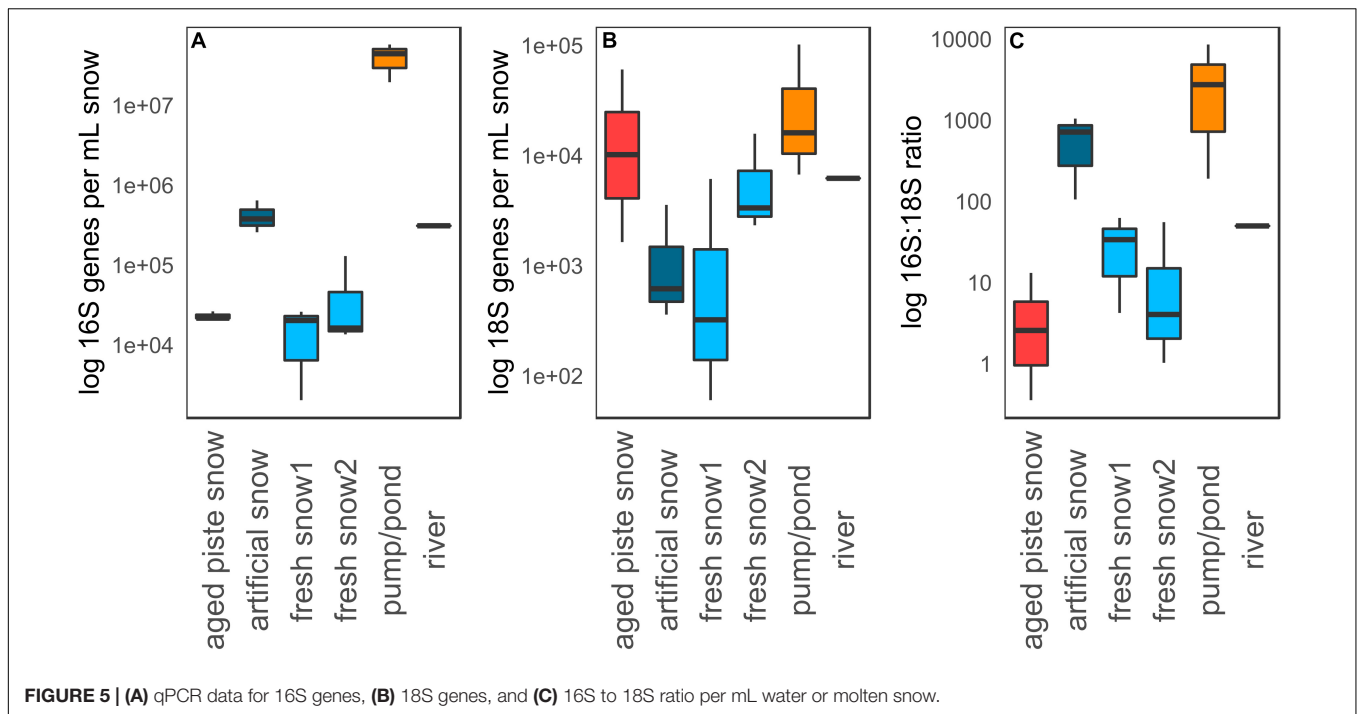 A
log 16S genes per mL snow
1e+07
1e+06
1e+05
1e+04
aged piste snow
artificial snow
fresh snow1
fresh snow2
pump/pond
river
B
log 18S genes per mL snow
1e+05
1e+04
1e+03
1e+02
aged piste snow
artificial snow
fresh snow1
fresh snow2
pump/pond
river
C
log 16S:18S ratio
10000
1000
100
10
1
aged piste snow
artificial snow
fresh snow1
fresh snow2
pump/pond
river
FIGURE 5 | (A) qPCR data for 16S genes, (B) 18S genes, and (C) 16S to 18S ratio per mL water or molten snow.